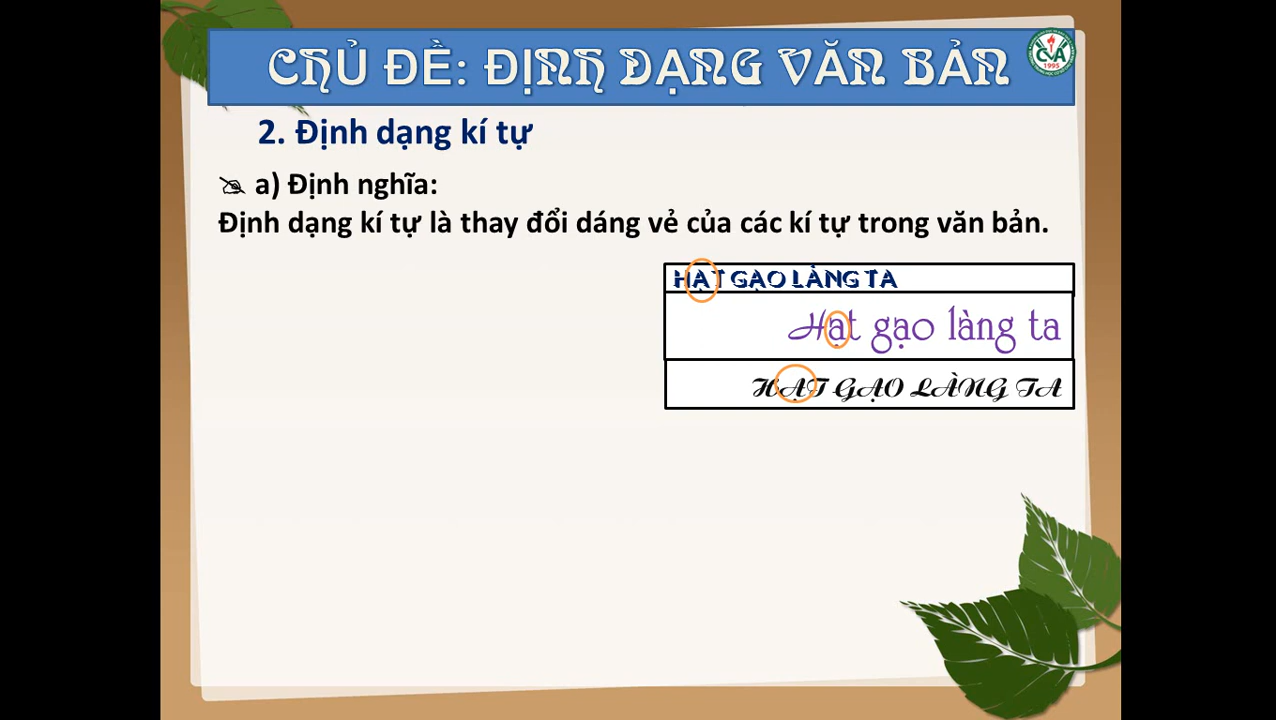 CHỦ ĐỀ: ĐỊNH DẠNG VĂN BẢN
CVA
1995
2. Định dạng kí tự
a) Định nghĩa:
Định dạng kí tự là thay đổi dáng vẻ của các kí tự trong văn bản.
HẠT GẠO LÀNG TA
Hạt gạo làng ta
HẠT GẠO LÀNG TA